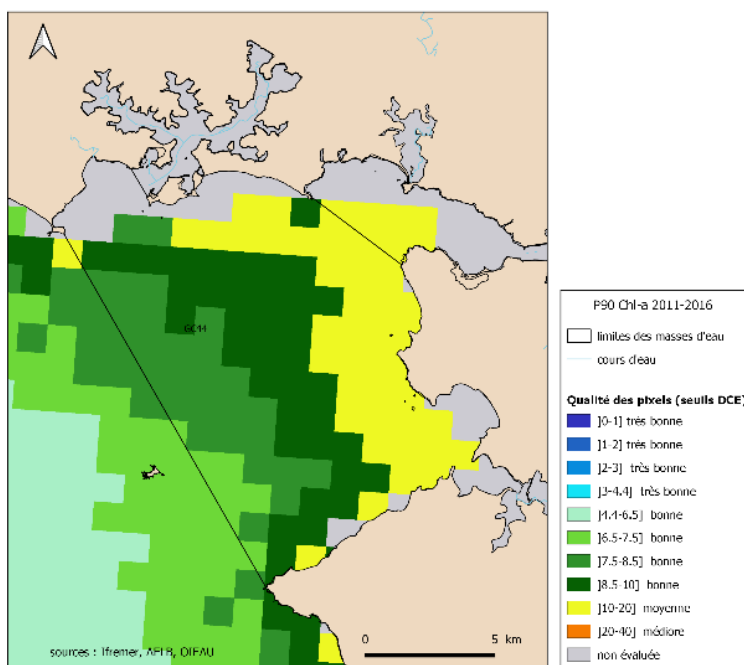 GC44
sources : Ifremer, AELB, OIEAU
0 5 km
P90 Chl-a 2011-2016
limites des masses d'eau
cours d'eau
Qualité des pixels (seuils DCE)
]0-1] très bonne
]1-2] très bonne
]2-3] très bonne
]3-4.4] très bonne
]4.4-6.5] bonne
]6.5-7.5] bonne
]7.5-8.5] bonne
]8.5-10] bonne
]10-20] moyenne
]20-40] médiore
non évaluée